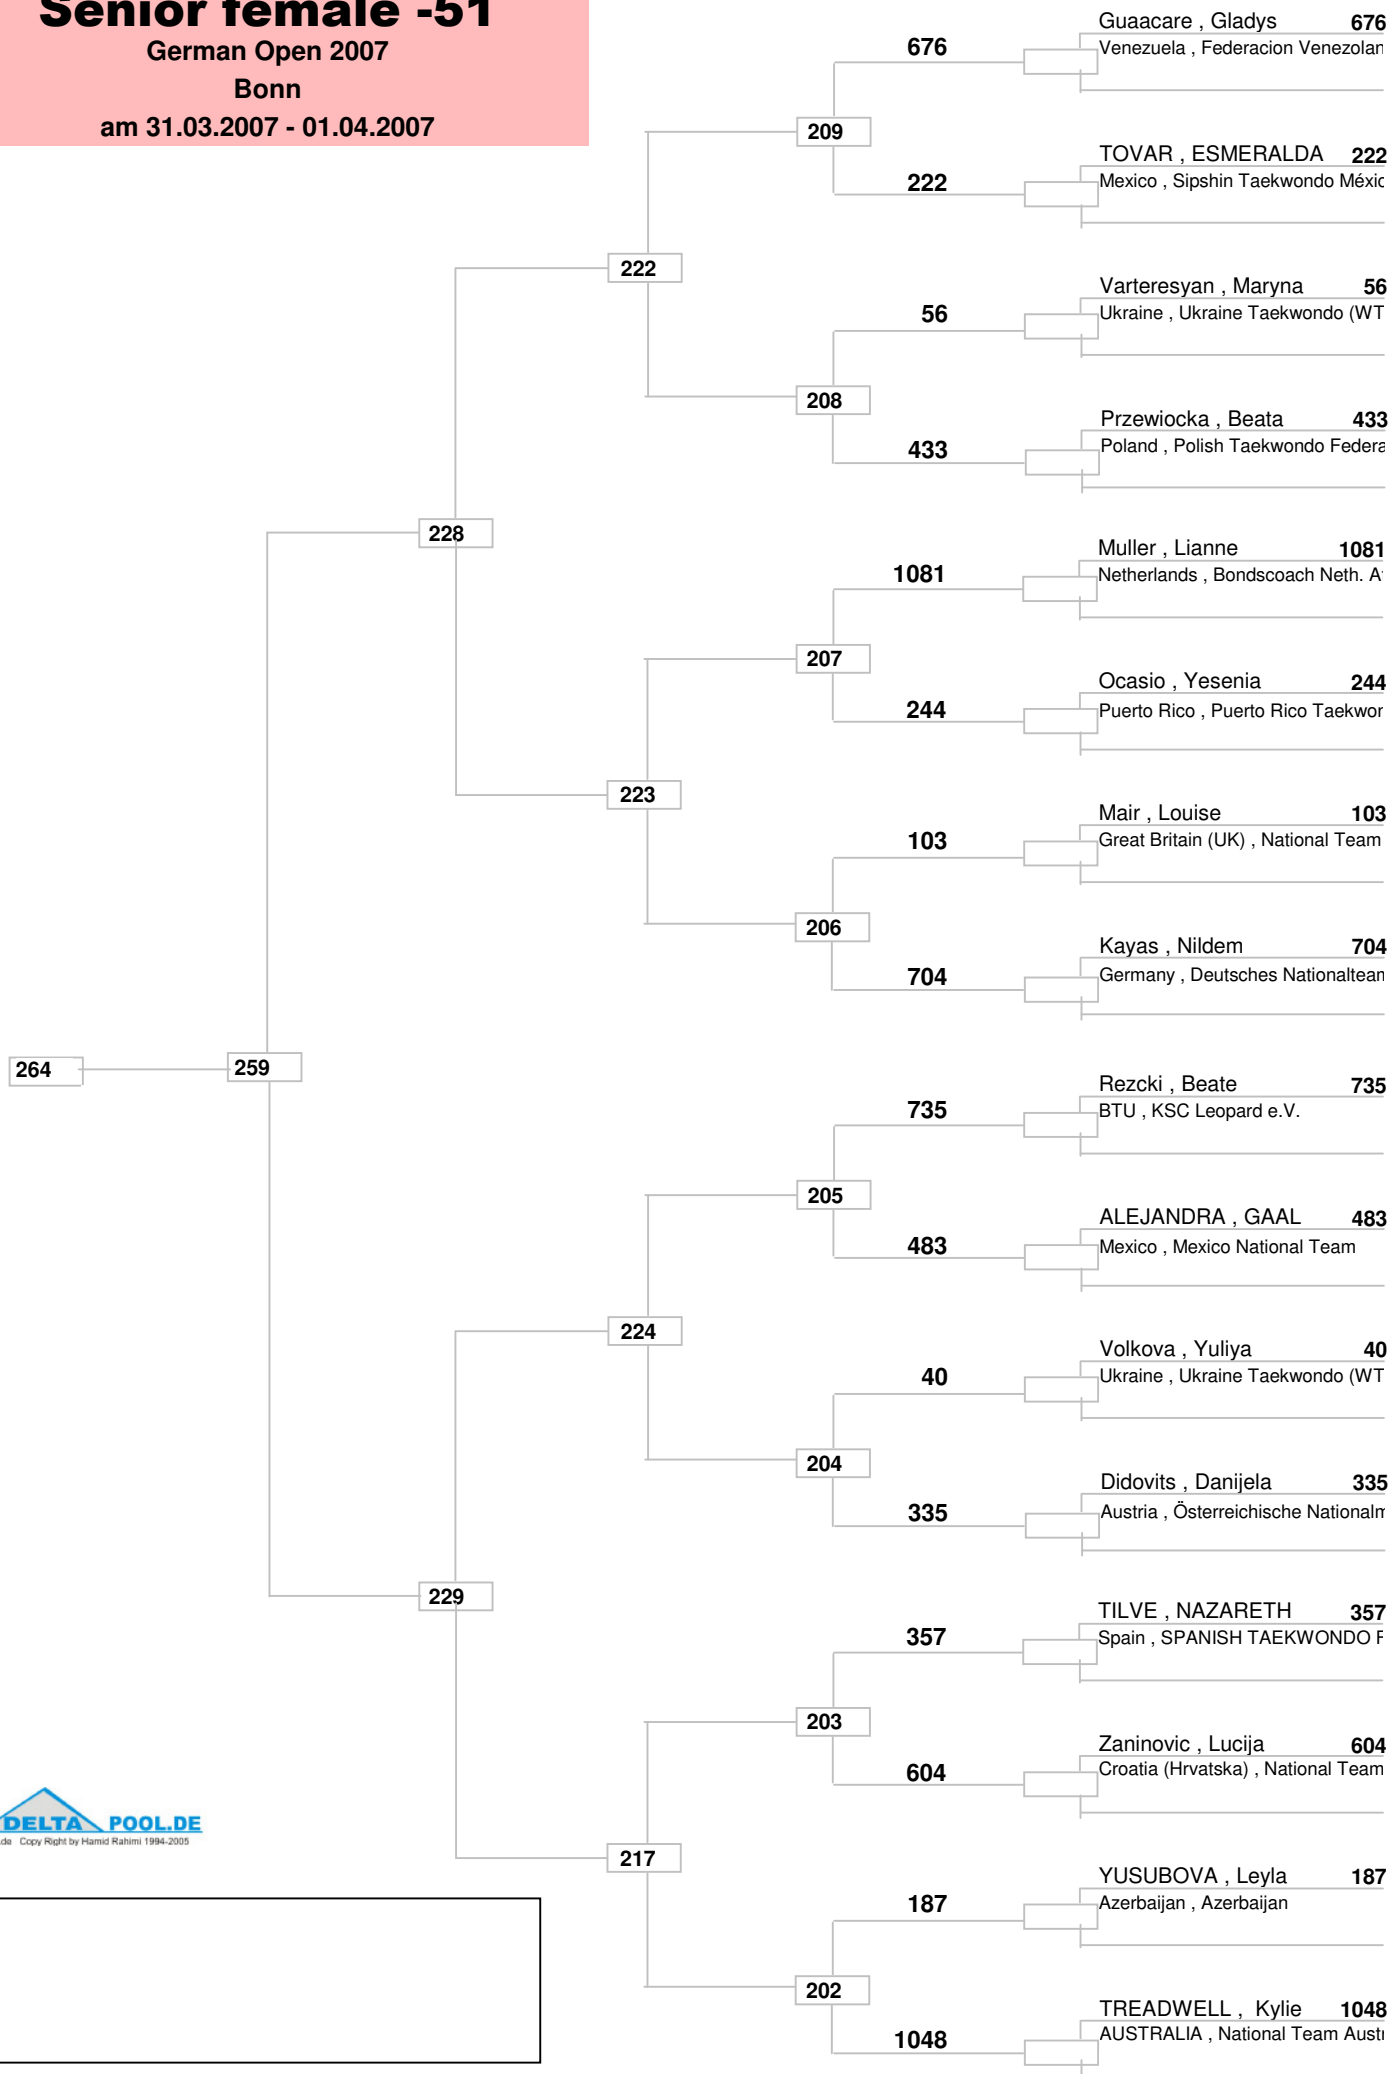 Senior female -51
German Open 2007
Bonn
am 31.03.2007 - 01.04.2007
Guaacare , Gladys 676
676
Venezuela , Federacion Venezolan
209
TOVAR , ESMERALDA 222
222
Mexico , Sipshin Taekwondo Méxic
222
Varteresyan , Maryna 56
56
Ukraine , Ukraine Taekwondo (WT
208
Przewiocka , Beata 433
433
Poland , Polish Taekwondo Federa
228
Muller , Lianne 1081
1081
Netherlands , Bondscoach Neth. A
207
Ocasio , Yesenia 244
244
Puerto Rico , Puerto Rico Taekwon
223
Mair , Louise 103
103
Great Britain (UK) , National Team
206
Kayas , Nildem 704
704
Germany , Deutsches Nationalteam
264
259
Rezcki , Beate 735
735
BTU , KSC Leopard e.V.
205
ALEJANDRA , GAAL 483
483
Mexico , Mexico National Team
224
Volkova , Yuliya 40
40
Ukraine , Ukraine Taekwondo (WT
204
Didovits , Danijela 335
335
Austria , Österreichische Nationalm
229
TILVE , NAZARETH 357
357
Spain , SPANISH TAEKWONDO F
203
Zaninovic , Lucija 604
604
Croatia (Hrvatska) , National Team
DELTA POOL.DE
.de Copy Right by Hamid Rahimi 1994-2005
217
YUSUBOVA , Leyla 187
187
Azerbaijan , Azerbaijan
202
TREADWELL , Kylie 1048
1048
AUSTRALIA , National Team Austr